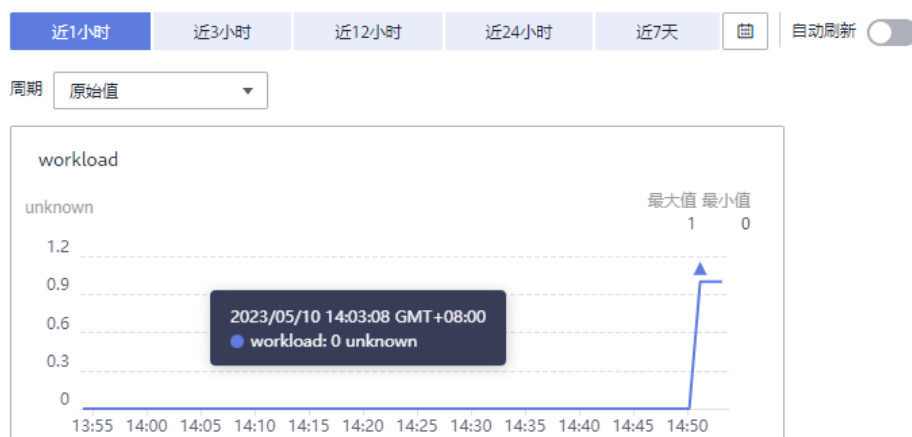 近1小时 近3小时 近12小时 近24小时 近7天 自动刷新
周期 原始值
workload
unknown
最大值 最小值
1 0
1.2
0.9
0.6
0.3
0
2023/05/10 14:03:08 GMT+08:00
workload: 0 unknown
13:55 14:00 14:05 14:10 14:15 14:20 14:25 14:30 14:35 14:40 14:45 14:50